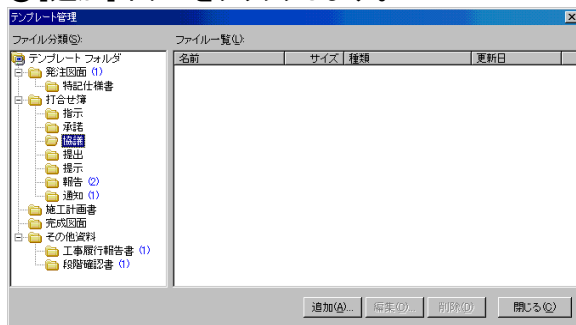 テンプレート管理
ファイル分類(S):
ファイル一覧(L):
テンプレート フォルダ
発注図面 (1)
特記仕様書
打合せ簿
指示
承諾
協議
提出
提示
報告 (2)
通知 (1)
施工計画書
完成図面
その他資料
工事履行報告書 (1)
段階確認書 (1)
名前 サイズ 種類 更新日
追加(A)... 編集(O)... 削除(D) 閉じる(C)